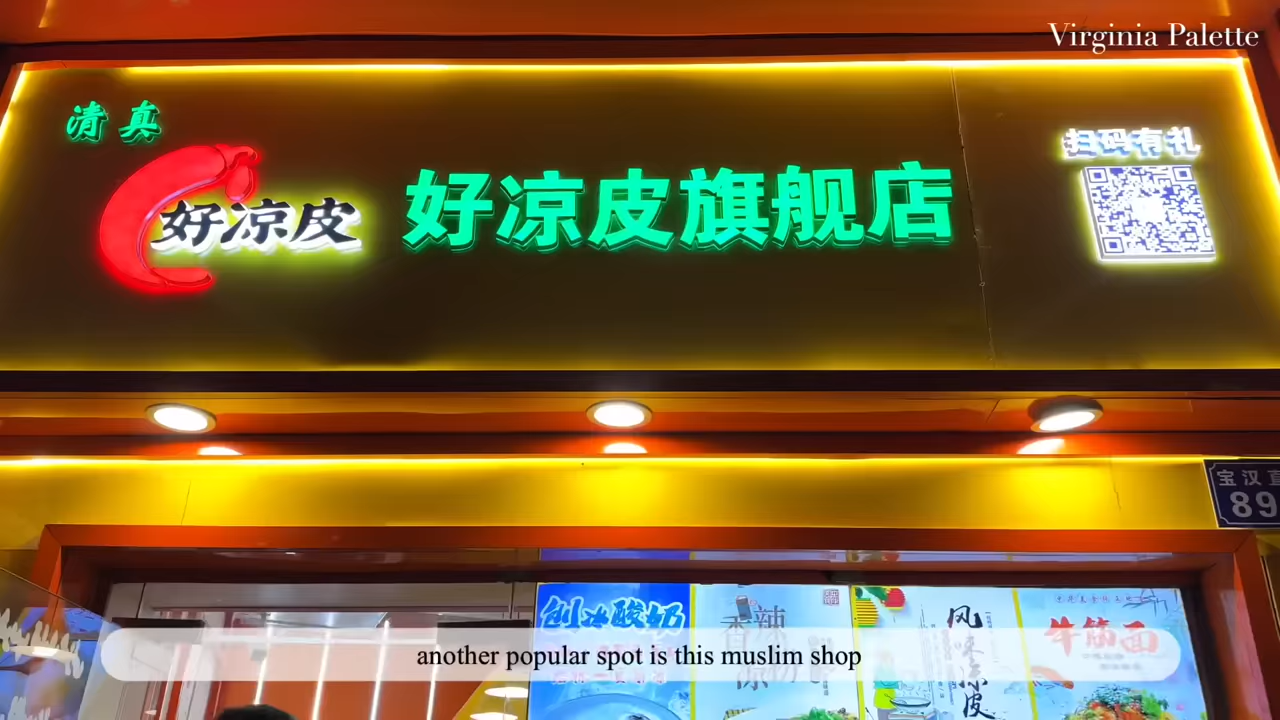 Virginia Palette
清真
好凉皮
好凉皮旗舰店
扫码有礼
宝汉直
89
刨冰酸奶
香辣
风味凉皮
牛筋面
another popular spot is this muslim shop